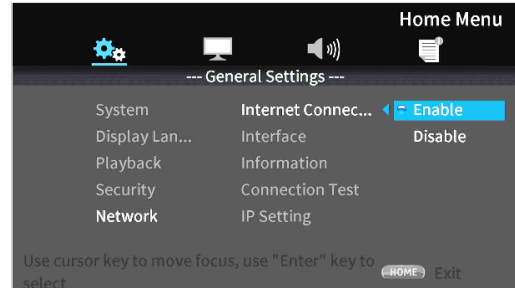 Home Menu
--- General Settings ---
System Internet Connec... Enable
Display Lan... Interface Disable
Playback Information
Security Connection Test
Network IP Setting
Use cursor key to move focus, use "Enter" key to
select
HOME Exit